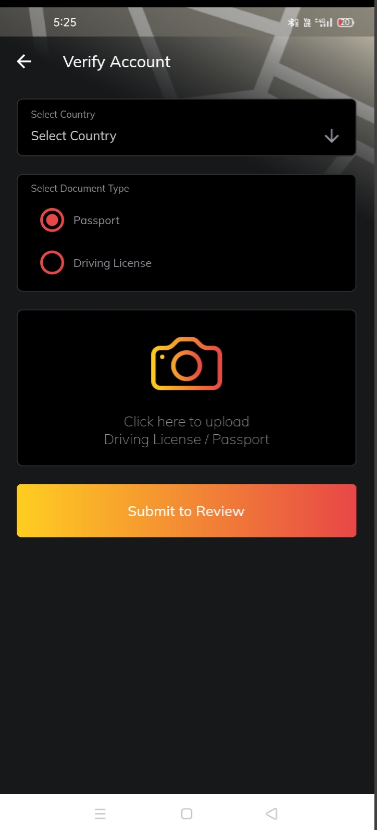 5:25
20
Verify Account
Select Country
Select Country
Select Document Type
Passport
Driving License
Click here to upload
Driving License / Passport
Submit to Review